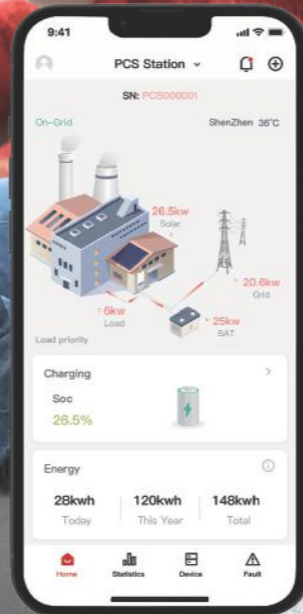 9:41
PCS Station
SN: PCS000001
On-Grid
ShenZhen 36°C
26.5kw
Solar
20.6kw
Grid
6kw
Load
25kw
BAT
Load priority
Charging
Soc
26.5%
Energy
28kwh
120kwh
148kwh
Today
This Year
Total
Home
Statistics
Device
Fault